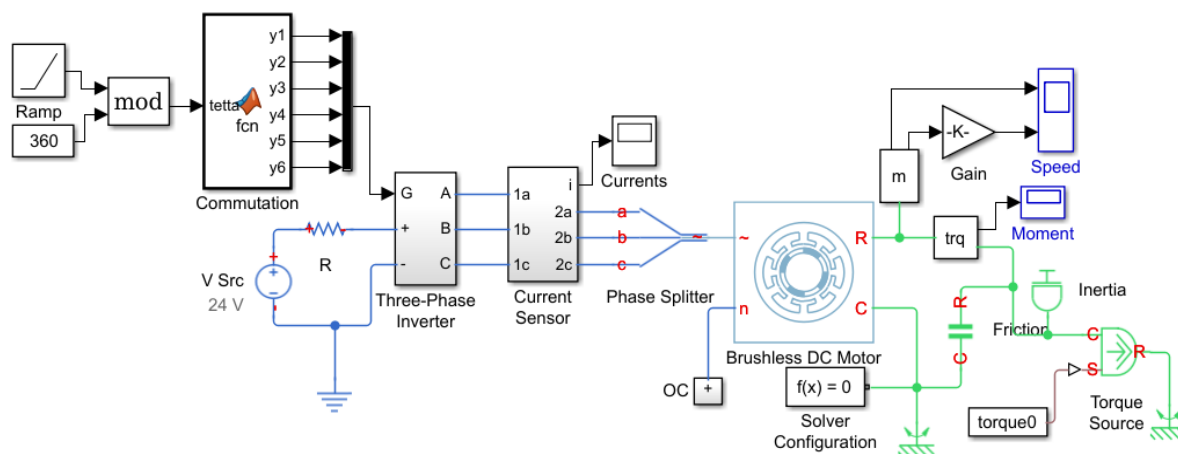 Ramp
360
mod
tetta
fcn
y1
y2
y3
y4
y5
y6
Commutation
+
-
V Src
24 V
+
-
R
G
+
-
A
B
C
Three-Phase
Inverter
1a
1b
1c
i
2a
2b
2c
Current
Sensor
Currents
a
b
c
~
Phase Splitter
~
n
R
C
Brushless DC Motor
OC
+
f(x) = 0
Solver
Configuration
m
-K-
Gain
Speed
trq
Moment
R
C
Friction
Inertia
C
S
R
torque0
Torque
Source